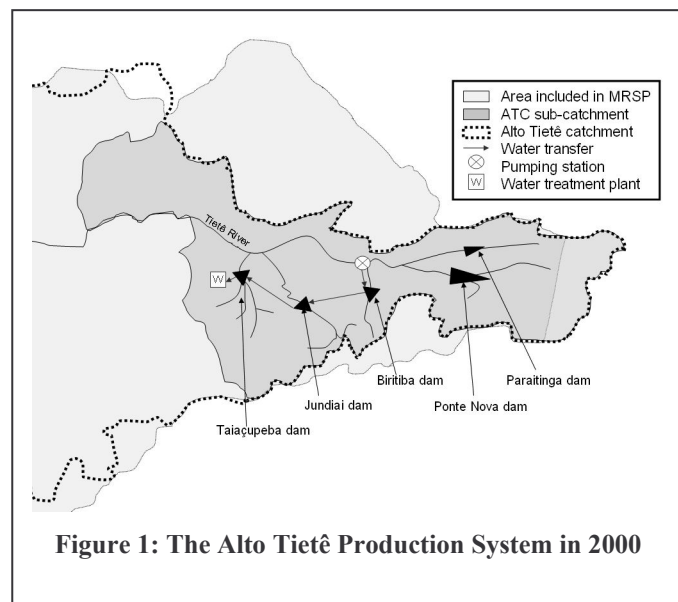 Area included in MRSP
ATC sub-catchment
Alto Tietê catchment
Water transfer
Pumping station
W Water treatment plant
Tietê River
W
Biritiba dam
Paraitinga dam
Jundiai dam
Ponte Nova dam
Taiaçupeba dam
Figure 1: The Alto Tietê Production System in 2000